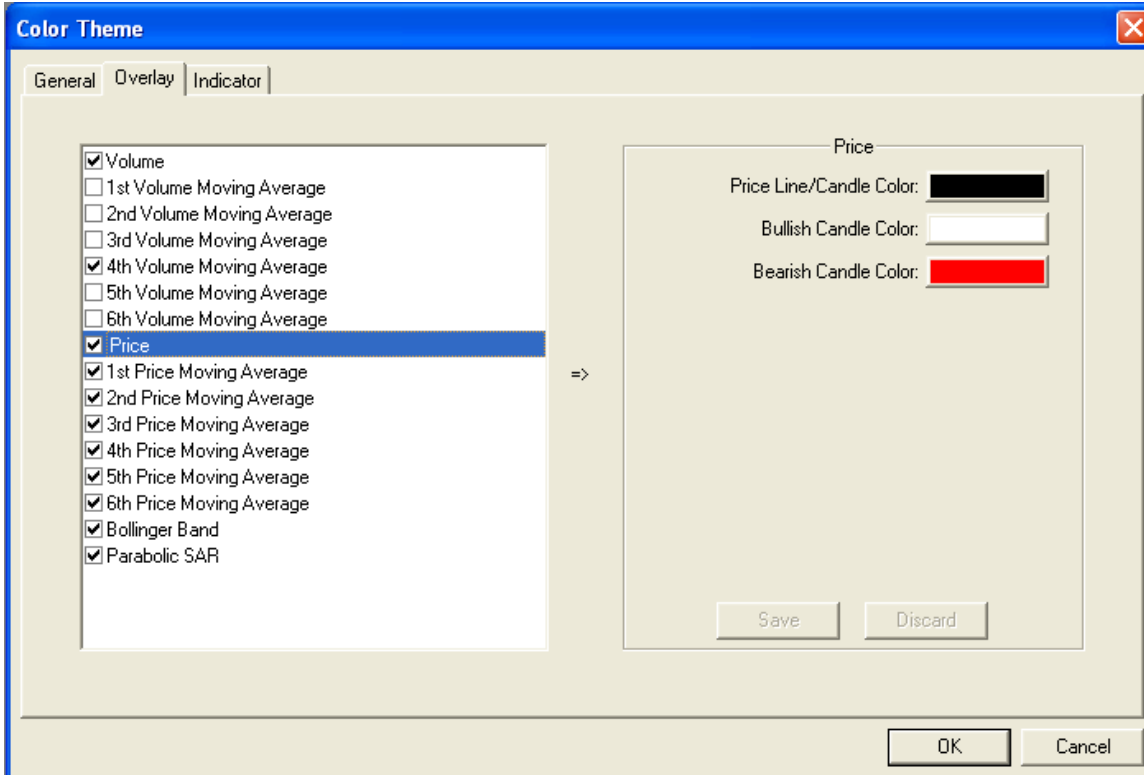 Color Theme
General Overlay Indicator
Volume
1st Volume Moving Average
2nd Volume Moving Average
3rd Volume Moving Average
4th Volume Moving Average
5th Volume Moving Average
6th Volume Moving Average
Price
1st Price Moving Average
2nd Price Moving Average
3rd Price Moving Average
4th Price Moving Average
5th Price Moving Average
6th Price Moving Average
Bollinger Band
Parabolic SAR
=>
Price
Price Line/Candle Color:
Bullish Candle Color:
Bearish Candle Color:
Save Discard
OK Cancel